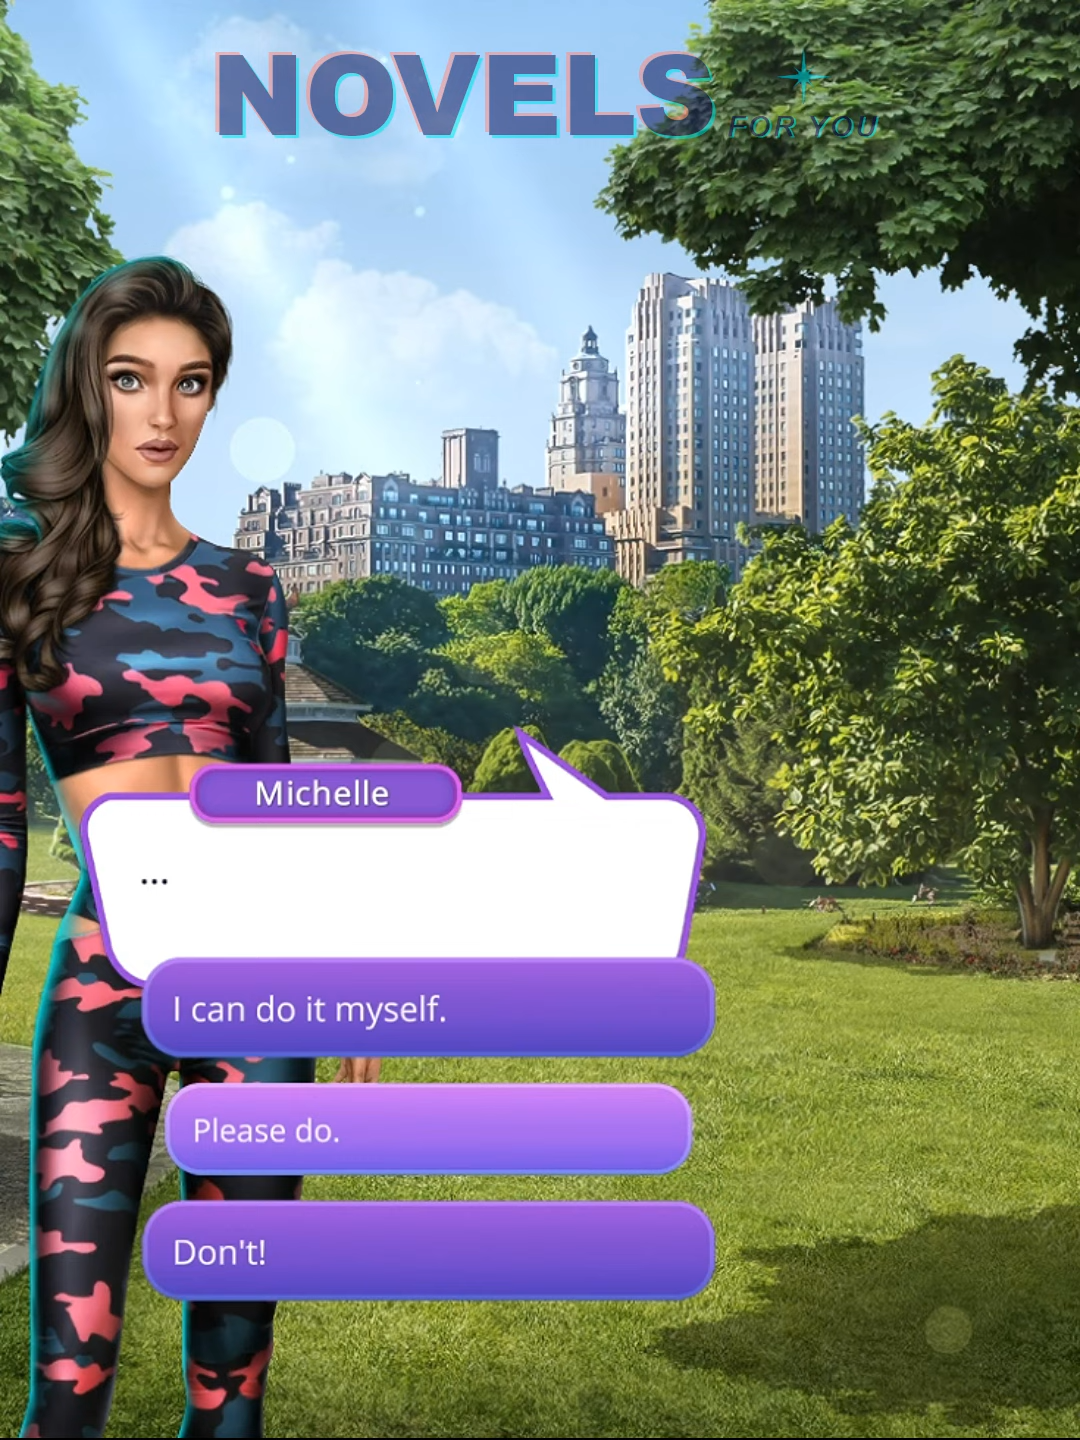 NOVELS
FOR YOU
Michelle
...
I can do it myself.
Please do.
Don't!